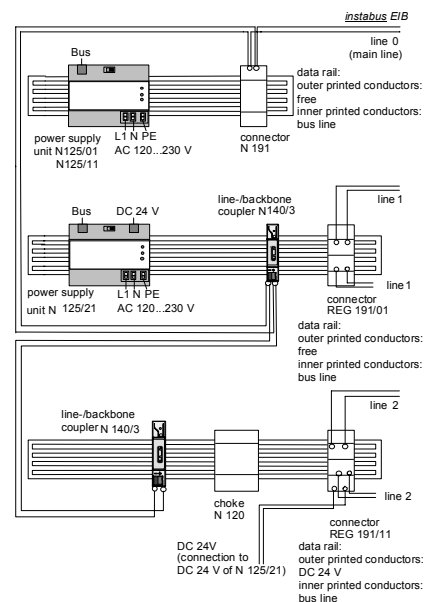 instabus EIB
line 0
(main line)
Bus
data rail:
outer printed conductors:
free
inner printed conductors:
bus line
power supply
unit N125/01
N125/11
L1 N PE
AC 120...230 V
connector
N 191
Bus
DC 24 V
line-/backbone
coupler N140/3
line 1
line1
power supply
unit N 125/21
L1 N PE
AC 120...230 V
connector
REG 191/01
data rail:
outer printed conductors:
free
inner printed conductors:
bus line
line 2
line-/backbone
coupler N 140/3
line 2
choke
N 120
connector
REG 191/11
DC 24V
(connection to
DC 24 V of N 125/21)
data rail:
outer printed conductors:
DC 24 V
inner printed conductors:
bus line